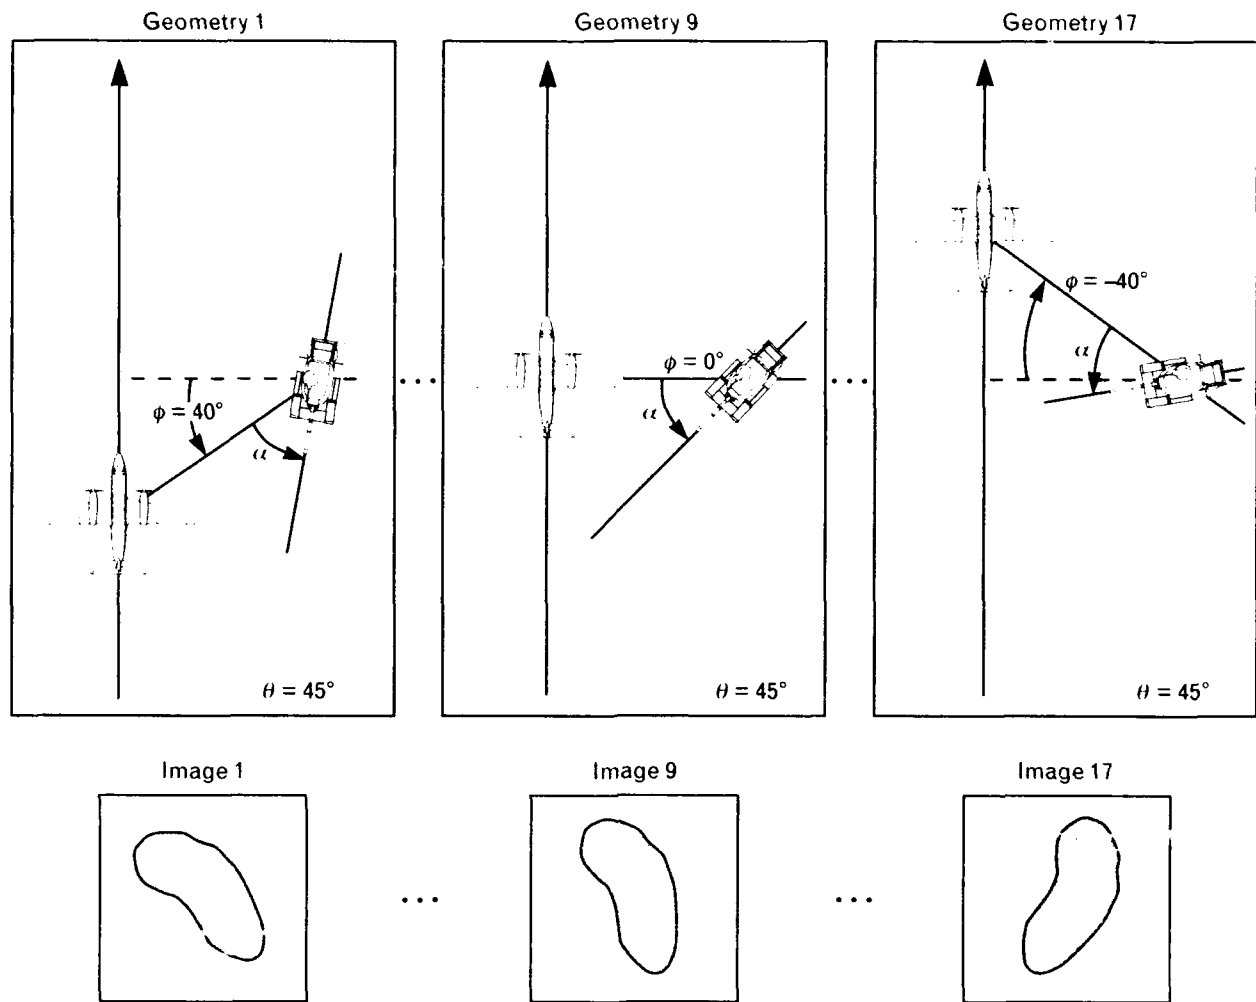 Geometry 1
Geometry 9
Geometry 17
ϕ = 40°
α
θ = 45°
ϕ = 0°
α
θ = 45°
ϕ = –40°
α
θ = 45°
Image 1
Image 9
Image 17